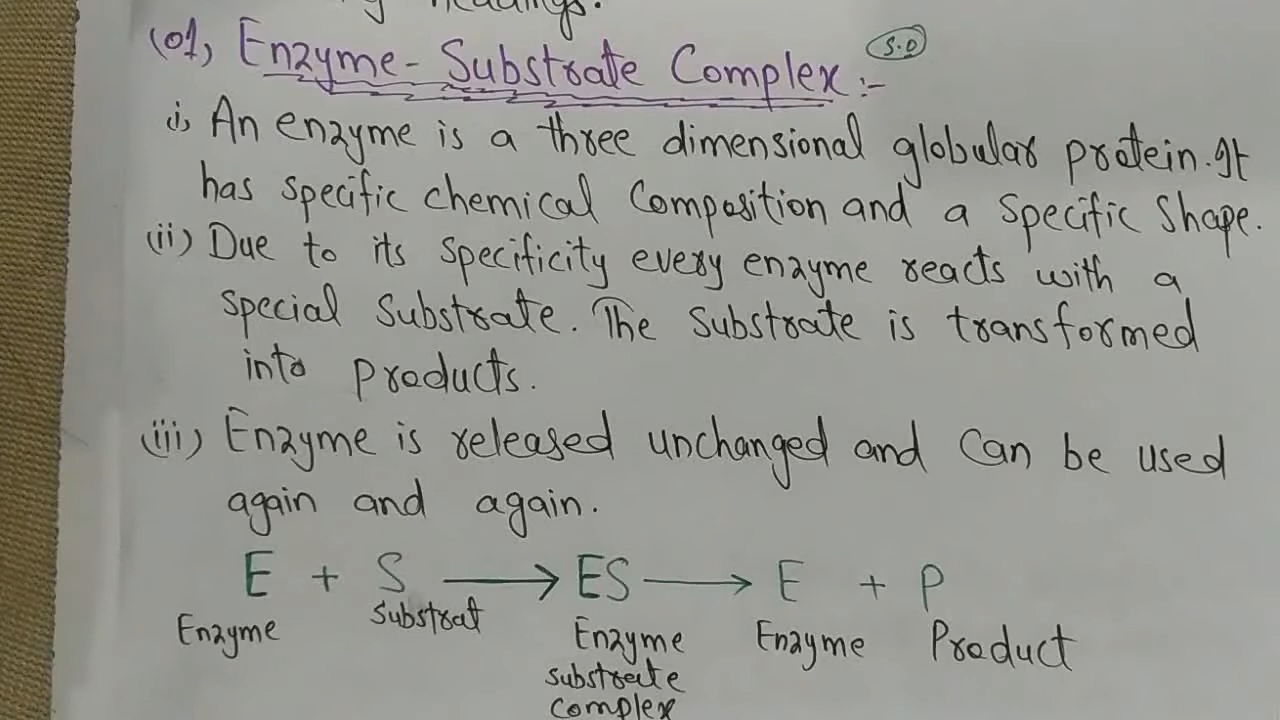 headings.
(01) Enzyme - Substrate Complex :- S.O
i) An enzyme is a three dimensional globular protein. It
has specific chemical Composition and a specific Shape.
(ii) Due to its specificity every enzyme reacts with a
special Substrate. The substrate is transformed
into products.
(iii) Enzyme is released unchanged and can be used
again and again.
E + S ⟶ ES ⟶ E + P
Enzyme Substrat Enzyme Enzyme Product
substrate
complex